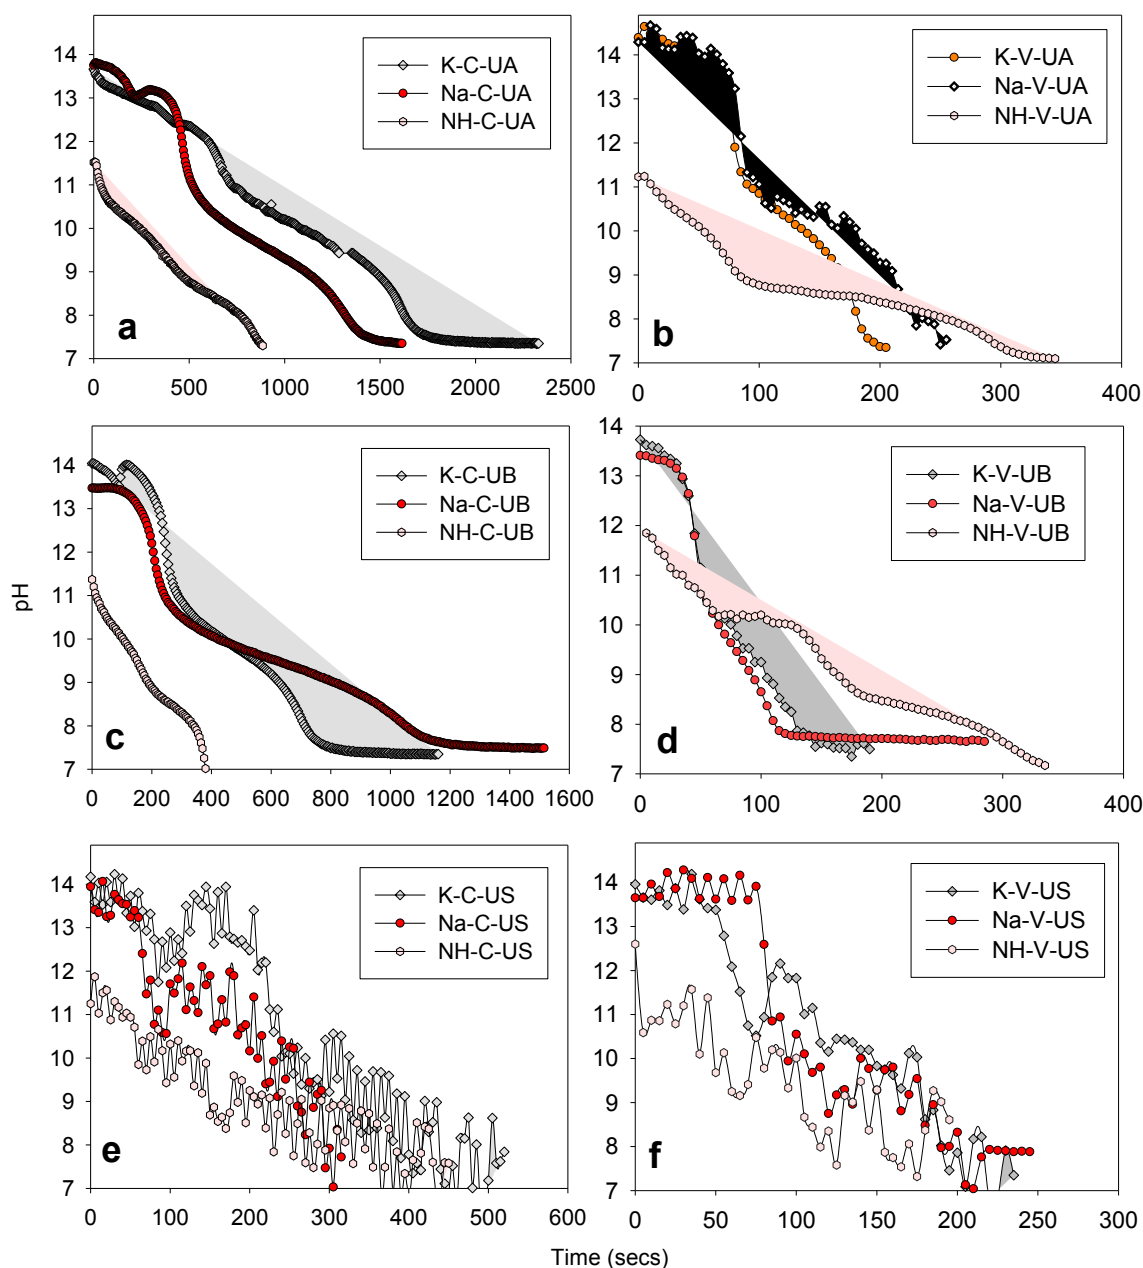 14
13
12
11
10
9
8
7
0 500 1000 1500 2000 2500
K-C-UA
Na-C-UA
NH-C-UA
a
14
13
12
11
10
9
8
7
0 100 200 300 400
K-V-UA
Na-V-UA
NH-V-UA
b
14
13
12
11
10
9
8
7
0 200 400 600 800 1000 1200 1400 1600
K-C-UB
Na-C-UB
NH-C-UB
c
pH
14
13
12
11
10
9
8
7
0 100 200 300 400
K-V-UB
Na-V-UB
NH-V-UB
d
14
13
12
11
10
9
8
7
0 100 200 300 400 500 600
K-C-US
Na-C-US
NH-C-US
e
14
13
12
11
10
9
8
7
0 50 100 150 200 250 300
K-V-US
Na-V-US
NH-V-US
f
Time (secs)